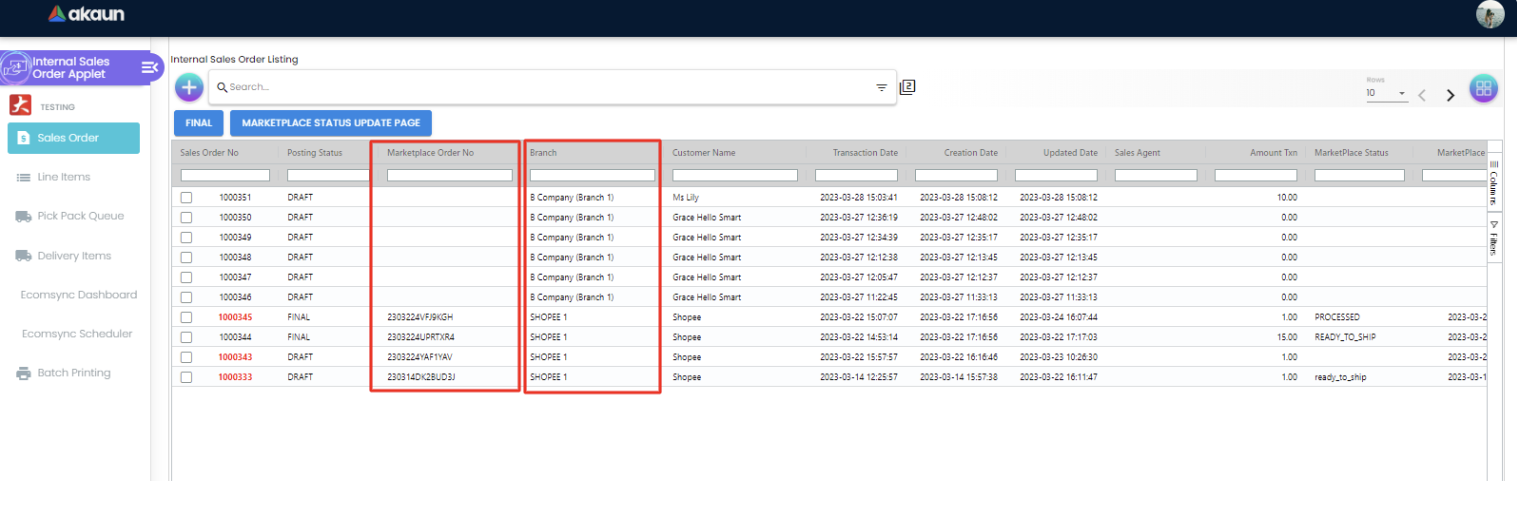 akaun
Internal Sales Order Applet
TESTING
Sales Order
Line Items
Pick Pack Queue
Delivery Items
Ecomsync Dashboard
Ecomsync Scheduler
Batch Printing
Internal Sales Order Listing
Search...
2
Rows
10
FINAL MARKETPLACE STATUS UPDATE PAGE
Sales Order No Posting Status Marketplace Order No Branch Customer Name Transaction Date Creation Date Updated Date Sales Agent Amount Txn MarketPlace Status MarketPlace
1000351 DRAFT B Company (Branch 1) Ms Lily 2023-03-28 15:03:41 2023-03-28 15:08:12 2023-03-28 15:08:12 10.00
1000350 DRAFT B Company (Branch 1) Grace Hello Smart 2023-03-27 12:36:19 2023-03-27 12:48:02 2023-03-27 12:48:02 0.00
1000349 DRAFT B Company (Branch 1) Grace Hello Smart 2023-03-27 12:34:39 2023-03-27 12:35:17 2023-03-27 12:35:17 0.00
1000348 DRAFT B Company (Branch 1) Grace Hello Smart 2023-03-27 12:12:38 2023-03-27 12:13:45 2023-03-27 12:13:45 0.00
1000347 DRAFT B Company (Branch 1) Grace Hello Smart 2023-03-27 12:05:47 2023-03-27 12:12:37 2023-03-27 12:12:37 0.00
1000346 DRAFT B Company (Branch 1) Grace Hello Smart 2023-03-27 11:22:45 2023-03-27 11:33:13 2023-03-27 11:33:13 0.00
1000345 FINAL 2303224VFJ9KGH SHOPEE 1 Shopee 2023-03-22 15:07:07 2023-03-22 17:16:56 2023-03-24 16:07:44 1.00 PROCESSED 2023-03-2
1000344 FINAL 2303224UPRTXR4 SHOPEE 1 Shopee 2023-03-22 14:53:14 2023-03-22 17:16:56 2023-03-22 17:17:03 15.00 READY_TO_SHIP 2023-03-2
1000343 DRAFT 2303224YAF1YAV SHOPEE 1 Shopee 2023-03-22 15:57:57 2023-03-22 16:16:46 2023-03-23 10:26:30 1.00 2023-03-2
1000333 DRAFT 230314DK2BUD3J SHOPEE 1 Shopee 2023-03-14 12:25:57 2023-03-14 15:57:38 2023-03-22 16:11:47 1.00 ready_to_ship 2023-03-1
Columns
Filters